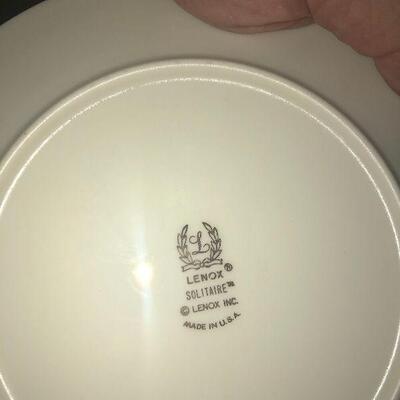 L
LENOX®
SOLITAIRE™
© LENOX INC.
MADE IN U.S.A.